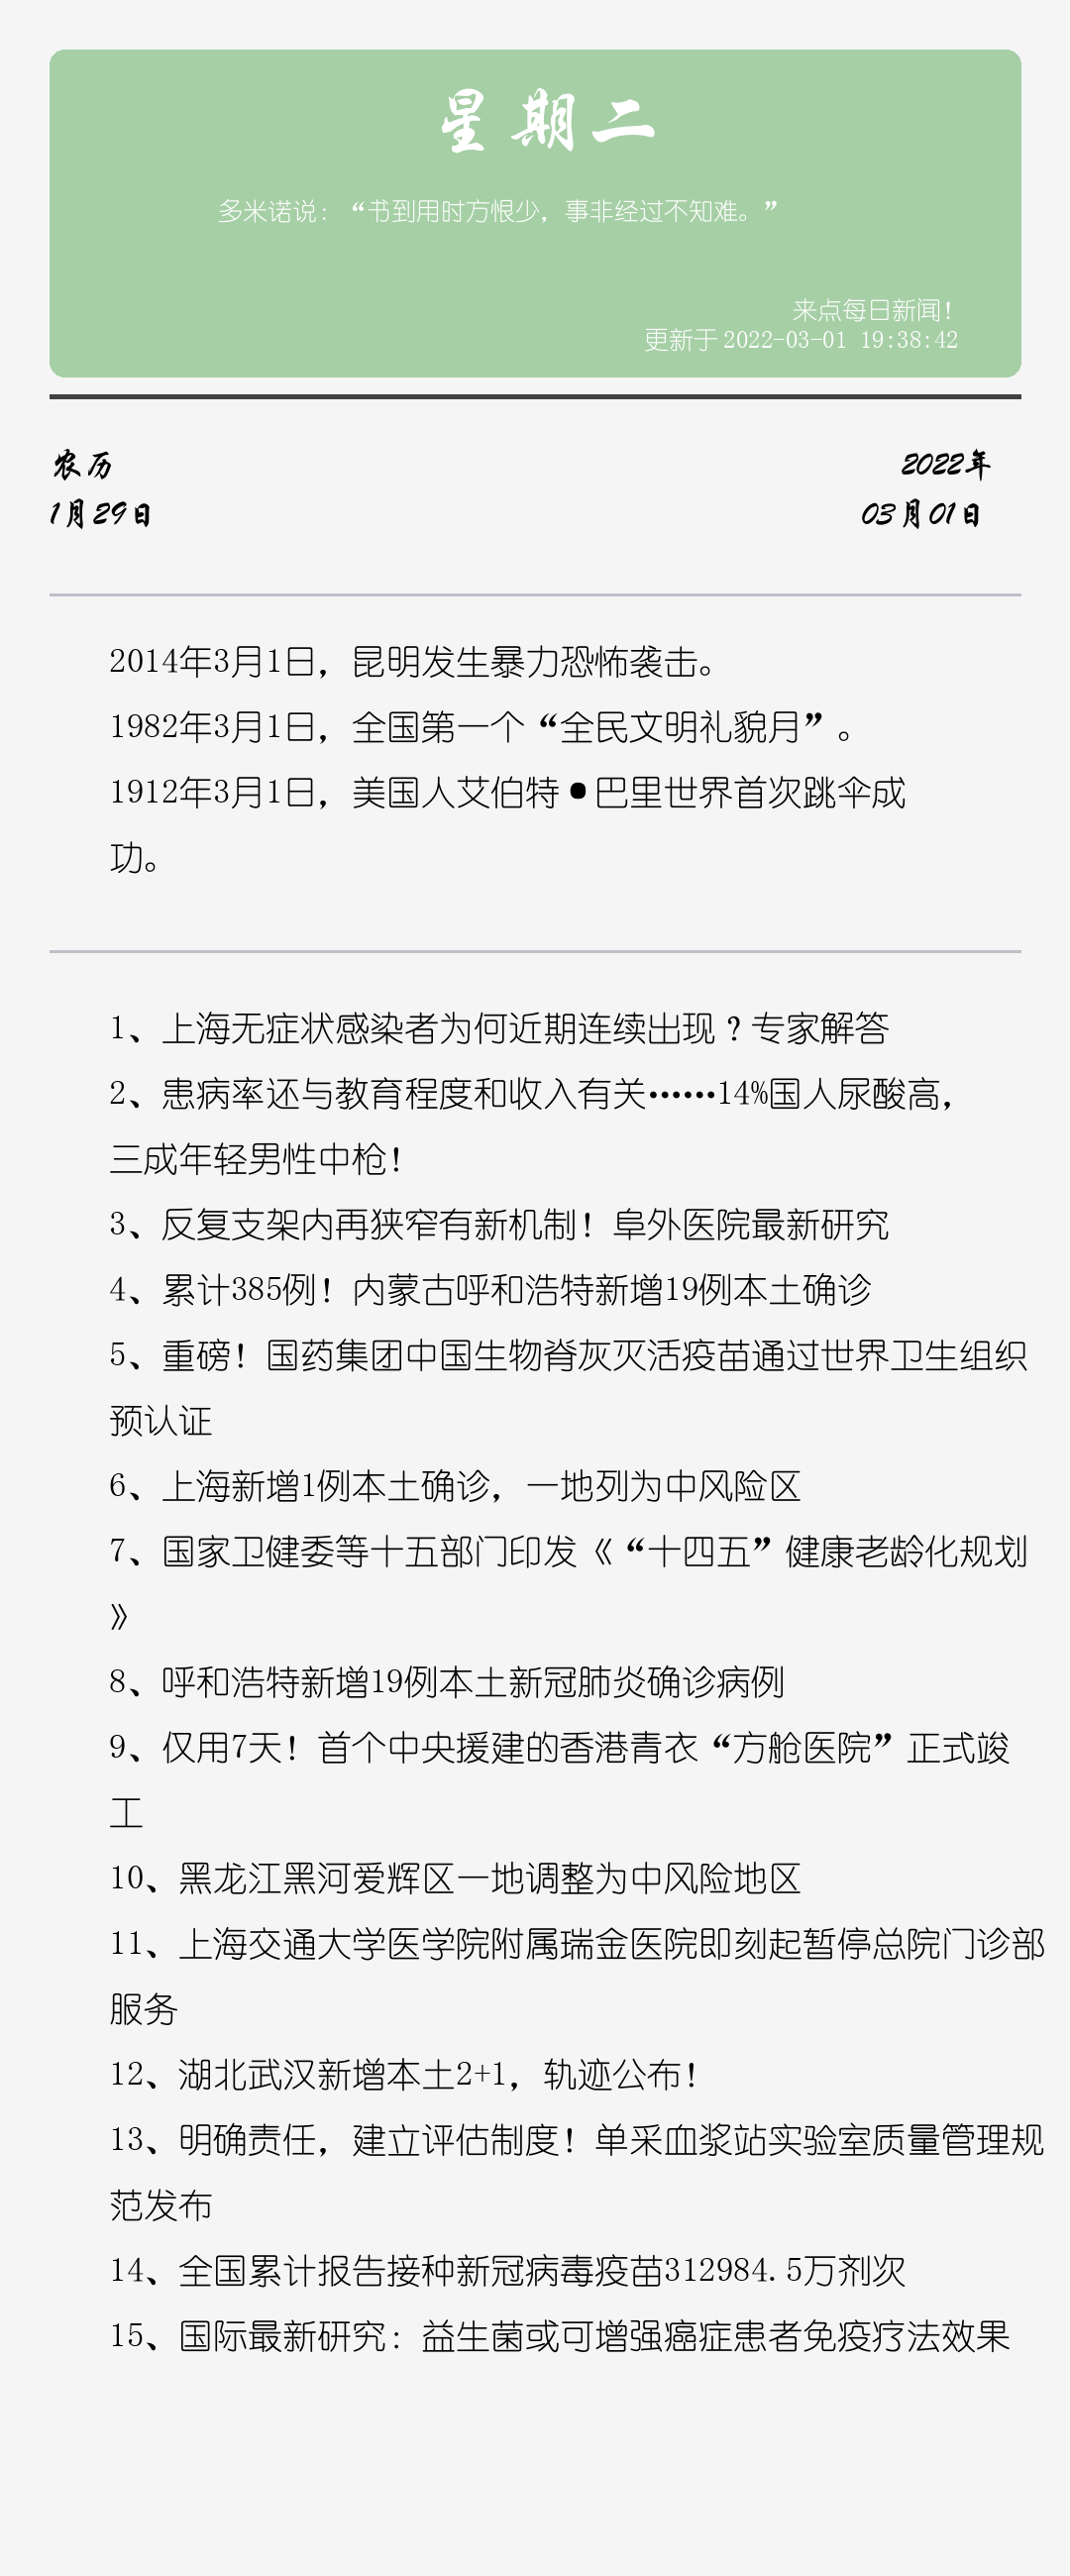 星期二
多米诺说：“书到用时方恨少，事非经过不知难。”
来点每日新闻！
更新于 2022-03-01 19:38:42
农历
2022年
1月29日
03月01日
2014年3月1日，昆明发生暴力恐怖袭击。
1982年3月1日，全国第一个“全民文明礼貌月”。
1912年3月1日，美国人艾伯特•巴里世界首次跳伞成
功。
1、上海无症状感染者为何近期连续出现？专家解答
2、患病率还与教育程度和收入有关……14%国人尿酸高，
三成年轻男性中枪！
3、反复支架内再狭窄有新机制！阜外医院最新研究
4、累计385例！内蒙古呼和浩特新增19例本土确诊
5、重磅！国药集团中国生物脊灰灭活疫苗通过世界卫生组织
预认证
6、上海新增1例本土确诊，一地列为中风险区
7、国家卫健委等十五部门印发《“十四五”健康老龄化规划
》
8、呼和浩特新增19例本土新冠肺炎确诊病例
9、仅用7天！首个中央援建的香港青衣“方舱医院”正式竣
工
10、黑龙江黑河爱辉区一地调整为中风险地区
11、上海交通大学医学院附属瑞金医院即刻起暂停总院门诊部
服务
12、湖北武汉新增本土2+1，轨迹公布！
13、明确责任，建立评估制度！单采血浆站实验室质量管理规
范发布
14、全国累计报告接种新冠病毒疫苗312984.5万剂次
15、国际最新研究：益生菌或可增强癌症患者免疫疗法效果